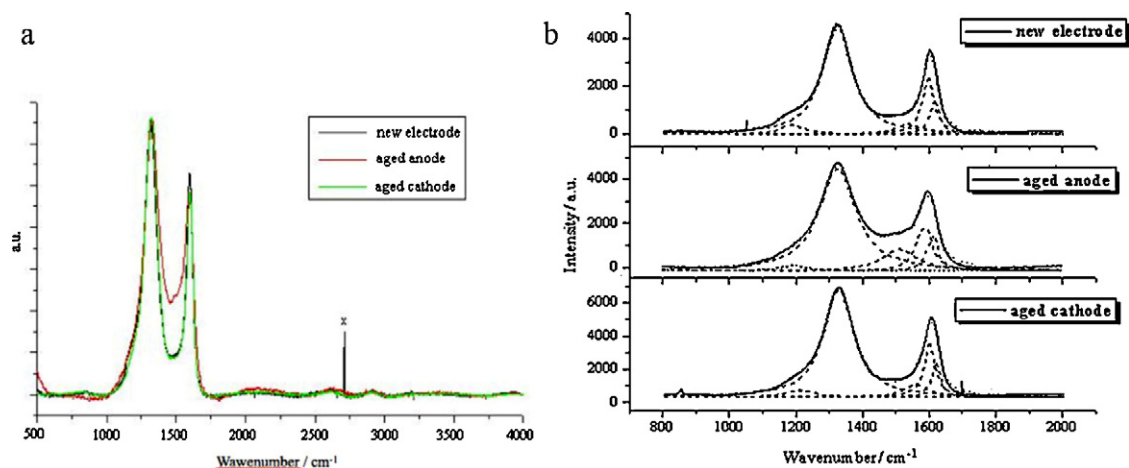 a
new electrode
aged anode
aged cathode
a.u.
x
500 1000 1500 2000 2500 3000 3500 4000
Wawenumber / cm⁻¹
b
new electrode
4000
2000
0
aged anode
4000
2000
0
aged cathode
6000
4000
2000
0
Intensity / a.u.
800 1000 1200 1400 1600 1800 2000
Wavenumber/ cm⁻¹